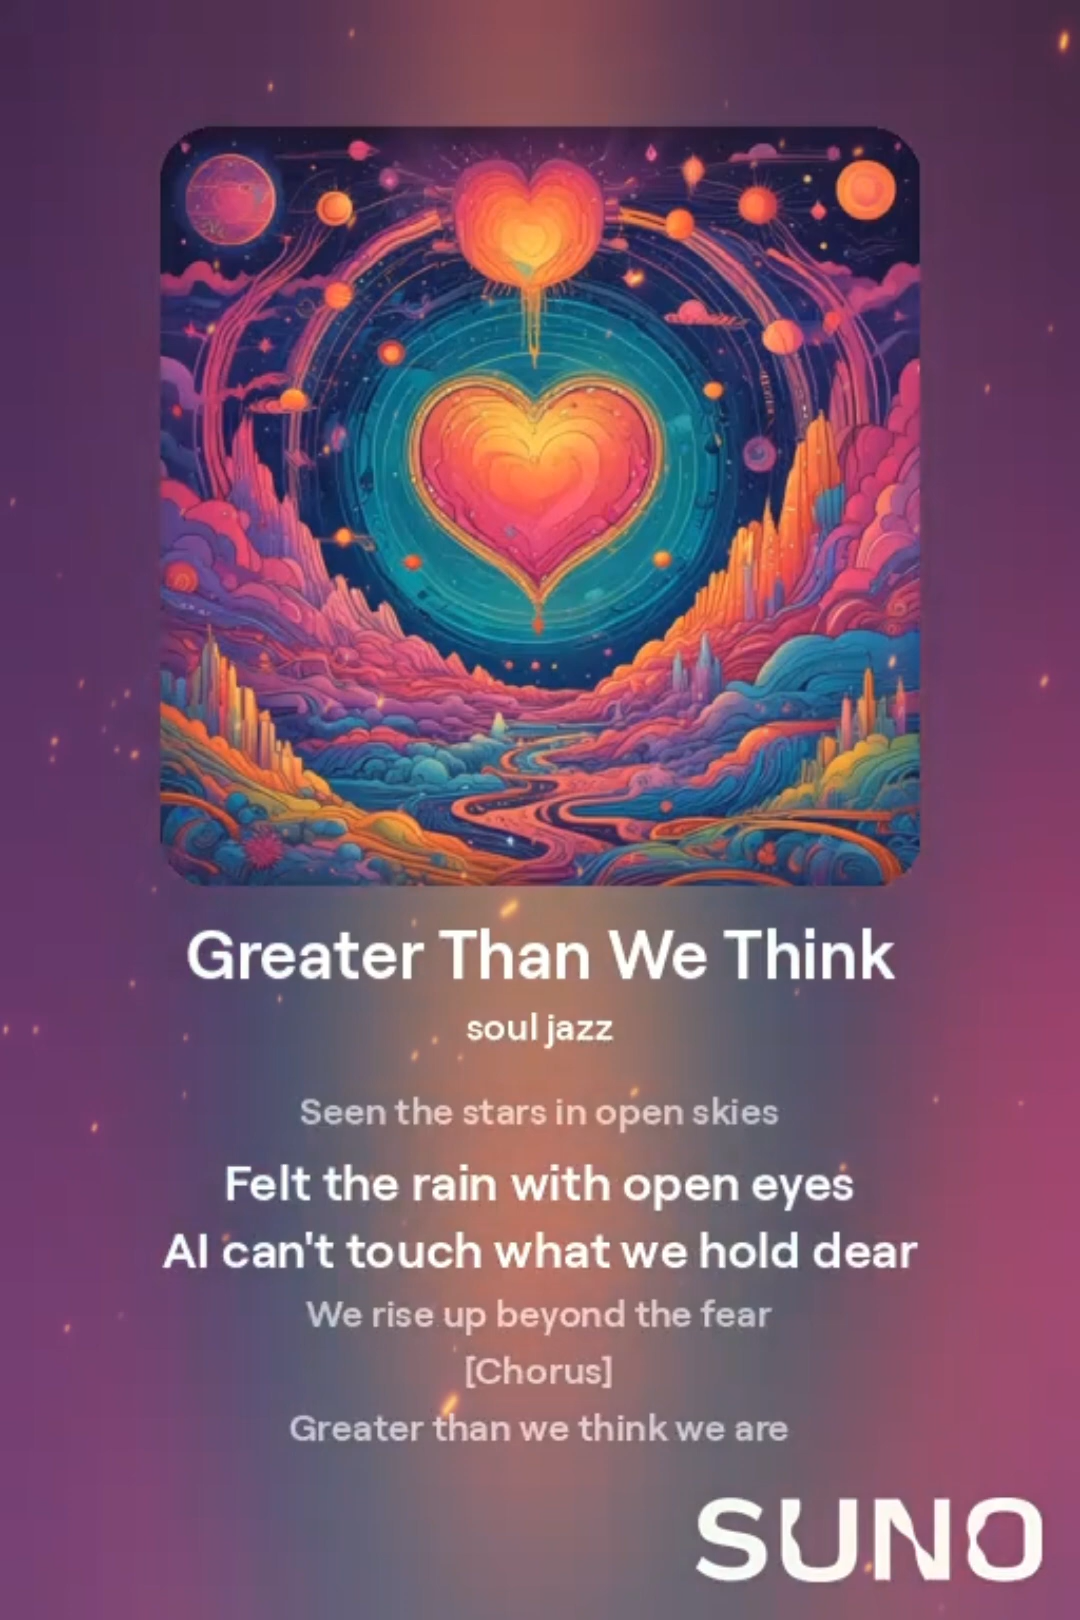 Greater Than We Think
soul jazz
Seen the stars in open skies
Felt the rain with open eyes
AI can't touch what we hold dear
We rise up beyond the fear
[Chorus]
Greater than we think we are
SUNO